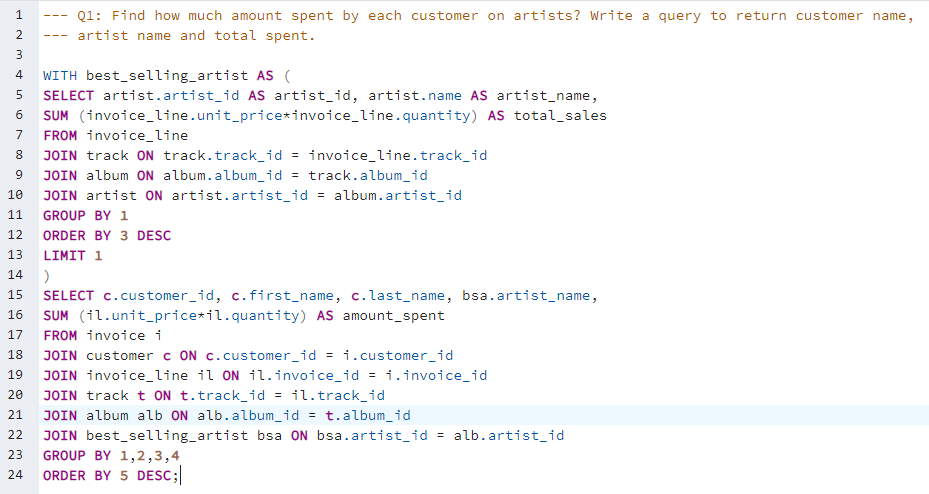 1 --- Q1: Find how much amount spent by each customer on artists? Write a query to return customer name,
2 --- artist name and total spent.
3
4 WITH best_selling_artist AS (
5 SELECT artist.artist_id AS artist_id, artist.name AS artist_name,
6 SUM (invoice_line.unit_price*invoice_line.quantity) AS total_sales
7 FROM invoice_line
8 JOIN track ON track.track_id = invoice_line.track_id
9 JOIN album ON album.album_id = track.album_id
10 JOIN artist ON artist.artist_id = album.artist_id
11 GROUP BY 1
12 ORDER BY 3 DESC
13 LIMIT 1
14 )
15 SELECT c.customer_id, c.first_name, c.last_name, bsa.artist_name,
16 SUM (il.unit_price*il.quantity) AS amount_spent
17 FROM invoice i
18 JOIN customer c ON c.customer_id = i.customer_id
19 JOIN invoice_line il ON il.invoice_id = i.invoice_id
20 JOIN track t ON t.track_id = il.track_id
21 JOIN album alb ON alb.album_id = t.album_id
22 JOIN best_selling_artist bsa ON bsa.artist_id = alb.artist_id
23 GROUP BY 1,2,3,4
24 ORDER BY 5 DESC;